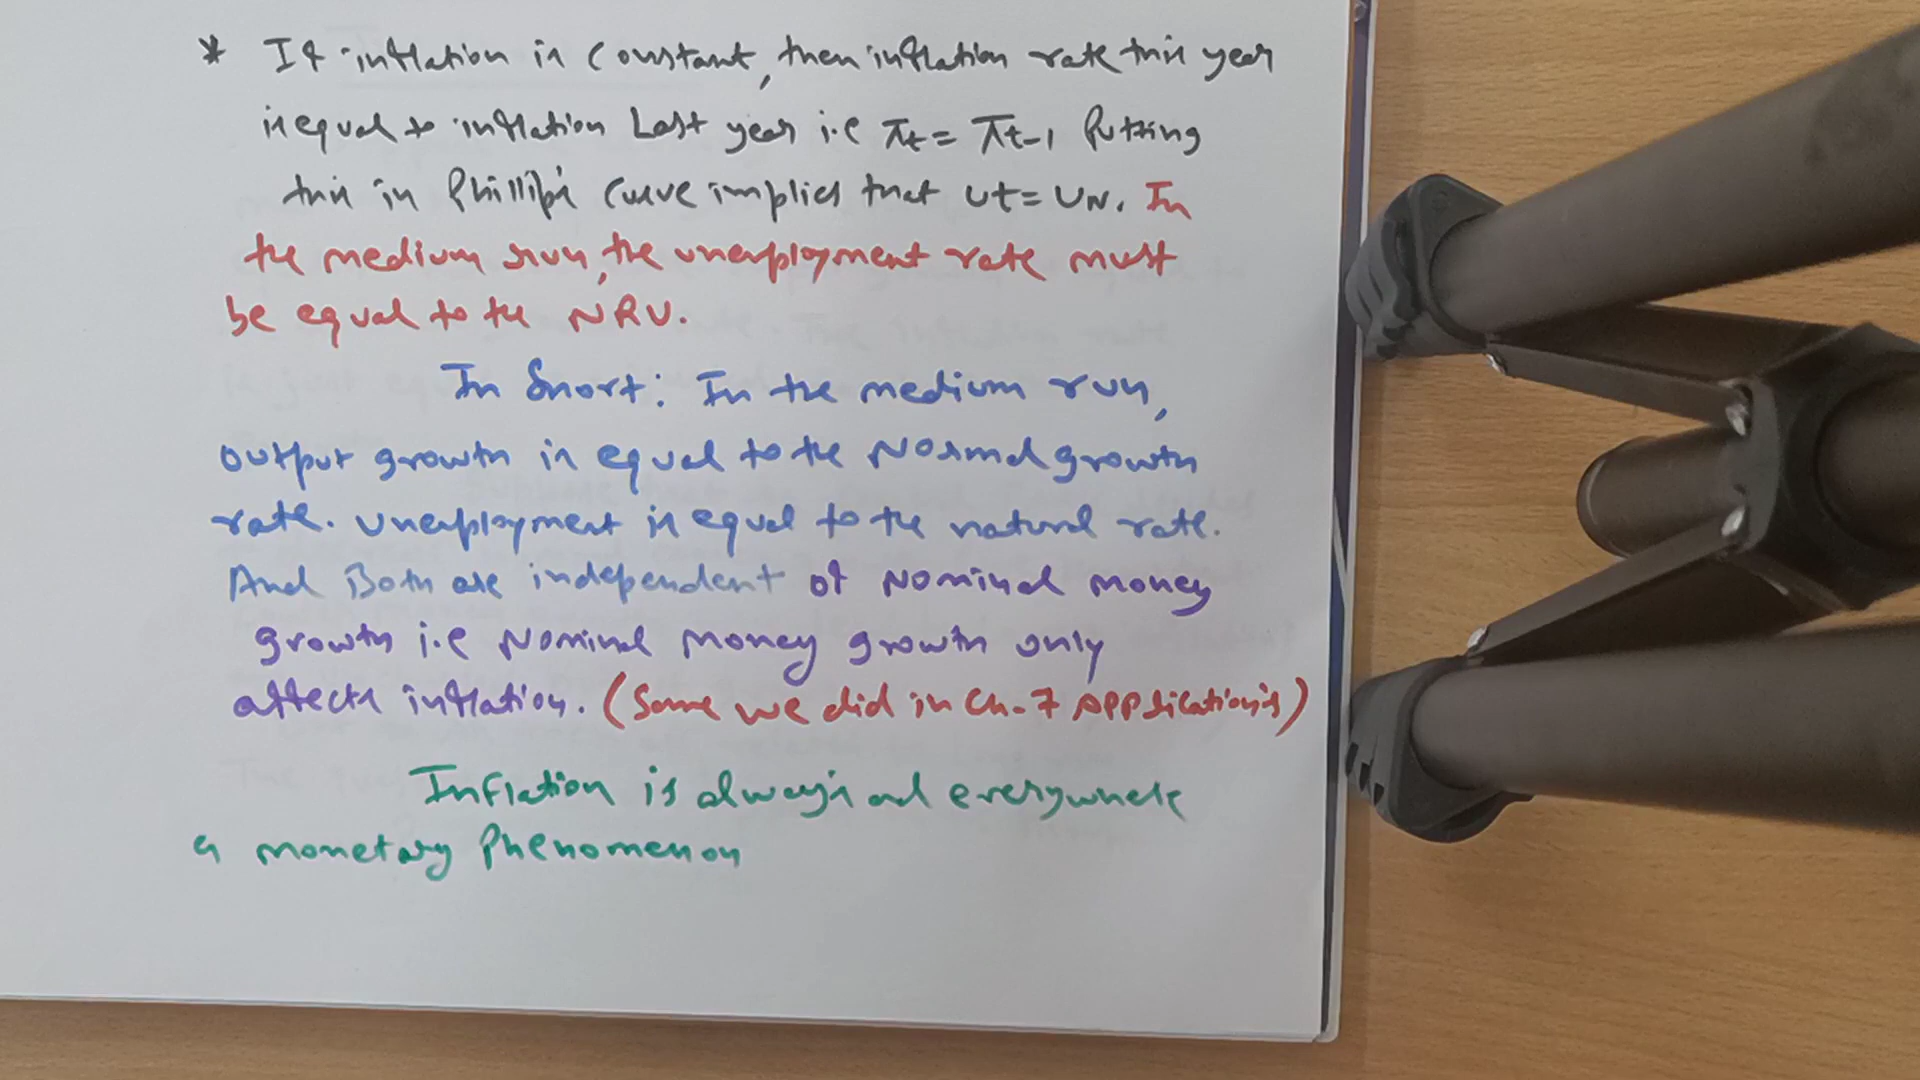 * If inflation is constant, then inflation rate this year
is equal to inflation Last year i.e πt = πt-1 Putting
this in Phillip's Curve implies that Ut = UN. In
the medium run, the unemployment rate must
be equal to the NRU.
In Short: In the medium run,
output growth is equal to the Normal growth
rate. Unemployment is equal to the natural rate.
And Both are independent of Nominal money
growth i.e Nominal Money growth only
affects inflation. (Same we did in Ch-7 Application's)
Inflation is always and everywhere
a monetary Phenomenon